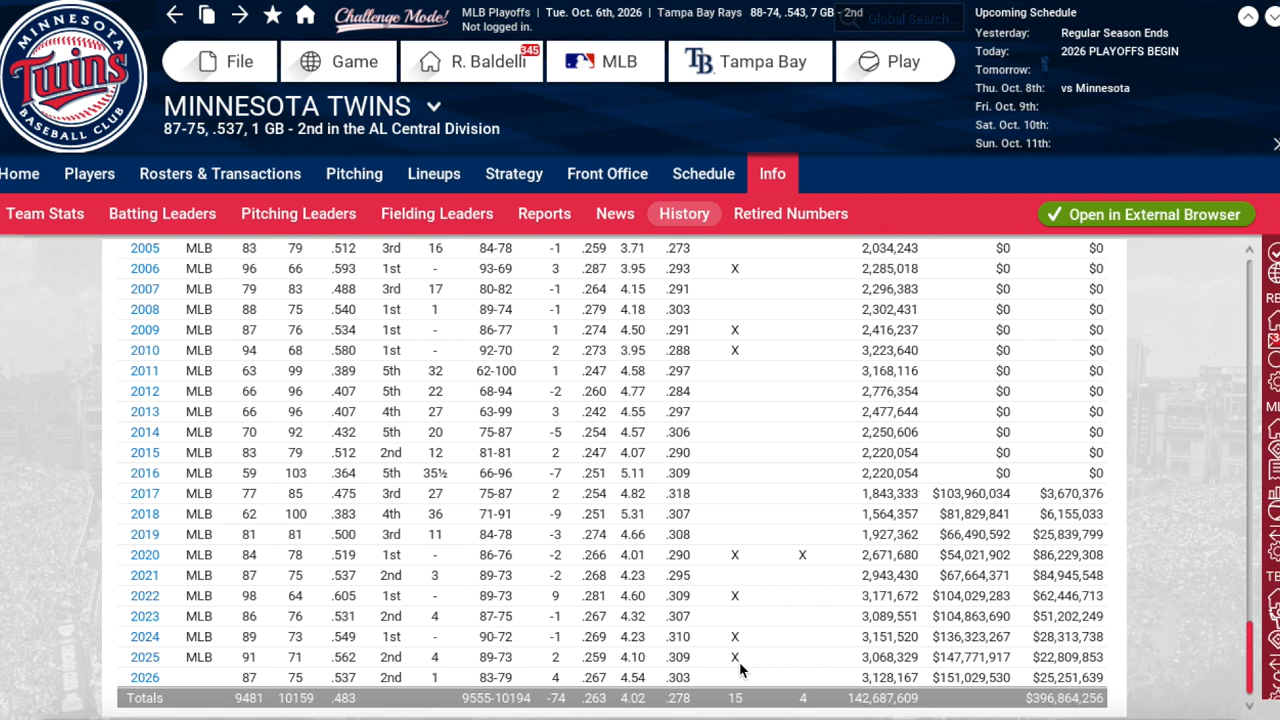 MINNESOTA
Twins
BASEBALL CLUB
Challenge Mode!
MLB Playoffs | Tue. Oct. 6th, 2026 | Tampa Bay Rays 88-74, .543, 7 GB - 2nd
Not logged in.
Global Search...
Upcoming Schedule
Yesterday: Regular Season Ends
Today: 2026 PLAYOFFS BEGIN
Tomorrow:
Thu. Oct. 8th: vs Minnesota
Fri. Oct. 9th:
Sat. Oct. 10th:
Sun. Oct. 11th:
File Game R. Baldelli 345 MLB TB Tampa Bay Play
MINNESOTA TWINS
87-75, .537, 1 GB - 2nd in the AL Central Division
Home Players Rosters & Transactions Pitching Lineups Strategy Front Office Schedule Info
Team Stats Batting Leaders Pitching Leaders Fielding Leaders Reports News History Retired Numbers Open in External Browser
2005 MLB 83 79 .512 3rd 16 84-78 -1 .259 3.71 .273 2,034,243 $0 $0
2006 MLB 96 66 .593 1st - 93-69 3 .287 3.95 .293 X 2,285,018 $0 $0
2007 MLB 79 83 .488 3rd 17 80-82 -1 .264 4.15 .291 2,296,383 $0 $0
2008 MLB 88 75 .540 1st 1 89-74 -1 .279 4.18 .303 2,302,431 $0 $0
2009 MLB 87 76 .534 1st - 86-77 1 .274 4.50 .291 X 2,416,237 $0 $0
2010 MLB 94 68 .580 1st - 92-70 2 .273 3.95 .288 X 3,223,640 $0 $0
2011 MLB 63 99 .389 5th 32 62-100 1 .247 4.58 .297 3,168,116 $0 $0
2012 MLB 66 96 .407 5th 22 68-94 -2 .260 4.77 .284 2,776,354 $0 $0
2013 MLB 66 96 .407 4th 27 63-99 3 .242 4.55 .297 2,477,644 $0 $0
2014 MLB 70 92 .432 5th 20 75-87 -5 .254 4.57 .306 2,250,606 $0 $0
2015 MLB 83 79 .512 2nd 12 81-81 2 .247 4.07 .290 2,220,054 $0 $0
2016 MLB 59 103 .364 5th 35½ 66-96 -7 .251 5.11 .309 2,220,054 $0 $0
2017 MLB 77 85 .475 3rd 27 75-87 2 .254 4.82 .318 1,843,333 $103,960,034 $3,670,376
2018 MLB 62 100 .383 4th 36 71-91 -9 .251 5.31 .307 1,564,357 $81,829,841 $6,155,033
2019 MLB 81 81 .500 3rd 11 84-78 -3 .274 4.66 .308 1,927,362 $66,490,592 $25,839,799
2020 MLB 84 78 .519 1st - 86-76 -2 .266 4.01 .290 X X 2,671,680 $54,021,902 $86,229,308
2021 MLB 87 75 .537 2nd 3 89-73 -2 .268 4.23 .295 2,943,430 $67,664,371 $84,945,548
2022 MLB 98 64 .605 1st - 89-73 9 .281 4.60 .309 X 3,171,672 $104,029,283 $62,446,713
2023 MLB 86 76 .531 2nd 4 87-75 -1 .267 4.32 .307 3,089,551 $104,863,690 $51,202,249
2024 MLB 89 73 .549 1st - 90-72 -1 .269 4.23 .310 X 3,151,520 $136,323,267 $28,313,738
2025 MLB 91 71 .562 2nd 4 89-73 2 .259 4.10 .309 X 3,068,329 $147,771,917 $22,809,853
2026 87 75 .537 2nd 1 83-79 4 .267 4.54 .303 3,128,167 $151,029,530 $25,251,639
Totals 9481 10159 .483 9555-10194 -74 .263 4.02 .278 15 4 142,687,609 $396,864,256